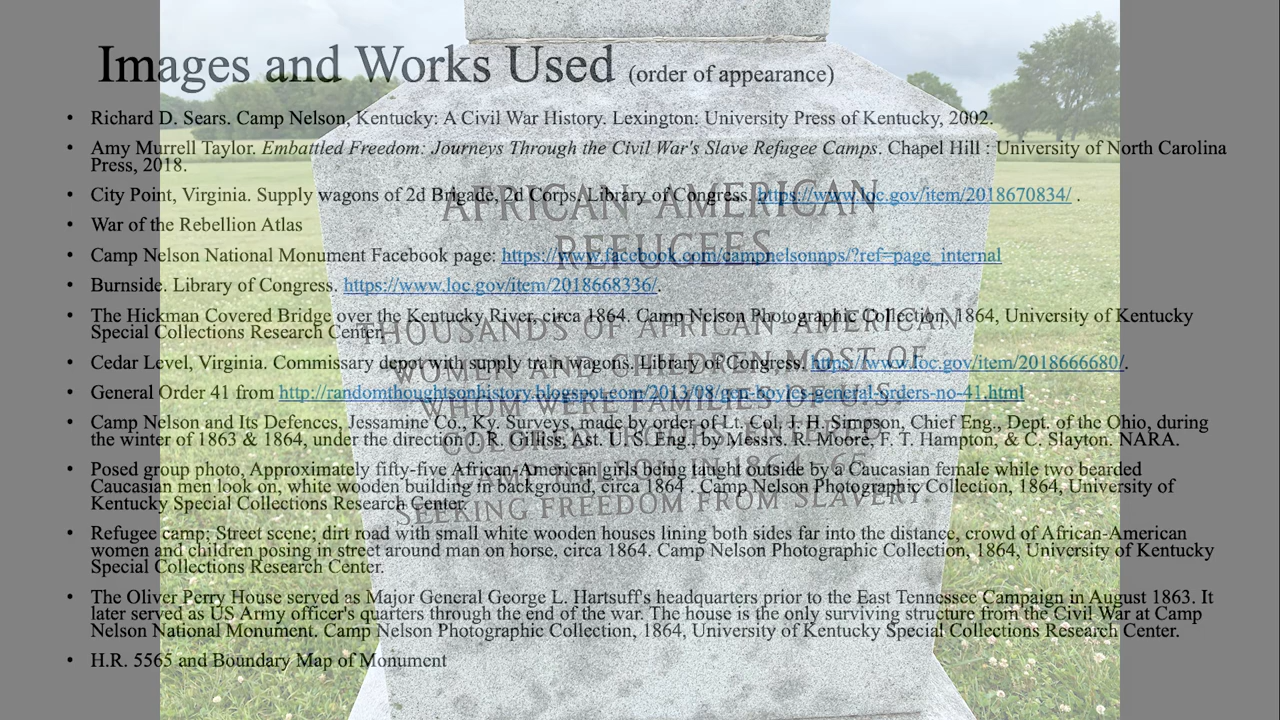 Images and Works Used (order of appearance)
• Richard D. Sears. Camp Nelson, Kentucky: A Civil War History. Lexington: University Press of Kentucky, 2002.
• Amy Murrell Taylor. Embattled Freedom: Journeys Through the Civil War's Slave Refugee Camps. Chapel Hill : University of North Carolina
Press, 2018.
• City Point, Virginia. Supply wagons of 2d Brigade, 2d Corps. Library of Congress. https://www.loc.gov/item/2018670834/ .
• War of the Rebellion Atlas
• Camp Nelson National Monument Facebook page: https://www.facebook.com/campnelsonnps/?ref=page_internal
• Burnside. Library of Congress. https://www.loc.gov/item/2018668336/.
• The Hickman Covered Bridge over the Kentucky River, circa 1864. Camp Nelson Photographic Collection, 1864, University of Kentucky
Special Collections Research Center.
• Cedar Level, Virginia. Commissary depot with supply train wagons. Library of Congress. https://www.loc.gov/item/2018666680/.
• General Order 41 from http://randomthoughtsonhistory.blogspot.com/2013/08/gen-boyles-general-orders-no-41.html
• Camp Nelson and Its Defences, Jessamine Co., Ky. Surveys, made by order of Lt. Col. J. H. Simpson, Chief Eng., Dept. of the Ohio, during
the winter of 1863 & 1864, under the direction J. R. Gilliss, Ast. U. S. Eng., by Messrs. R. Moore, F. T. Hampton, & C. Slayton. NARA.
• Posed group photo, Approximately fifty-five African-American girls being taught outside by a Caucasian female while two bearded
Caucasian men look on, white wooden building in background, circa 1864 . Camp Nelson Photographic Collection, 1864, University of
Kentucky Special Collections Research Center.
• Refugee camp; Street scene; dirt road with small white wooden houses lining both sides far into the distance, crowd of African-American
women and children posing in street around man on horse, circa 1864. Camp Nelson Photographic Collection, 1864, University of Kentucky
Special Collections Research Center.
• The Oliver Perry House served as Major General George L. Hartsuff's headquarters prior to the East Tennessee Campaign in August 1863. It
later served as US Army officer's quarters through the end of the war. The house is the only surviving structure from the Civil War at Camp
Nelson National Monument. Camp Nelson Photographic Collection, 1864, University of Kentucky Special Collections Research Center.
• H.R. 5565 and Boundary Map of Monument
AFRICAN AMERICAN
REFUGEES
THOUSANDS OF AFRICAN AMERICAN
WOMEN AND CHILDREN MOST OF
WHOM WERE FAMILIES OF U.S.
COLORED
1864-65
SEEKING FREEDOM FROM SLAVERY.